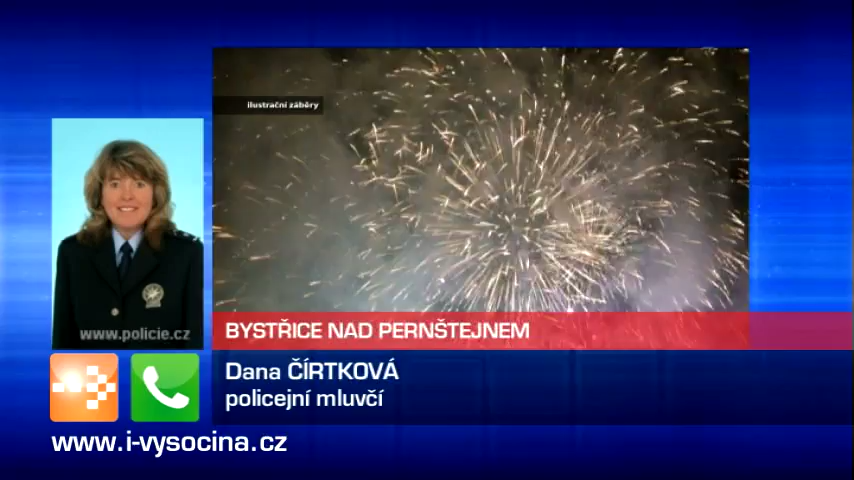 ilustrační záběry
www.policie.cz
BYSTŘICE NAD PERNŠTEJNEM
Dana ČÍRTKOVÁ
policejní mluvčí
www.i-vysocina.cz